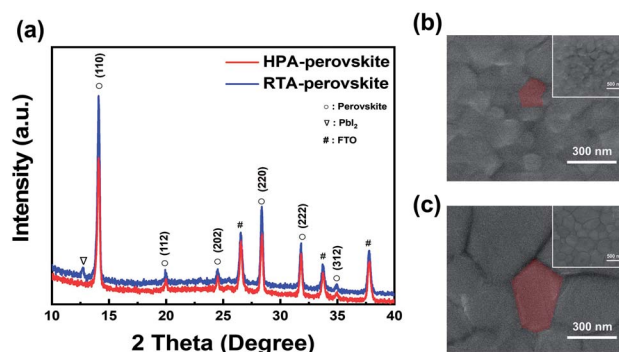 (a)
HPA-perovskite
RTA-perovskite
○ : Perovskite
▽ : PbI₂
# : FTO
(110)
(112)
(202)
#
(220)
(222)
#
(312)
#
Intensity (a.u.)
10 15 20 25 30 35 40
2 Theta (Degree)
(b)
300 nm
(c)
300 nm